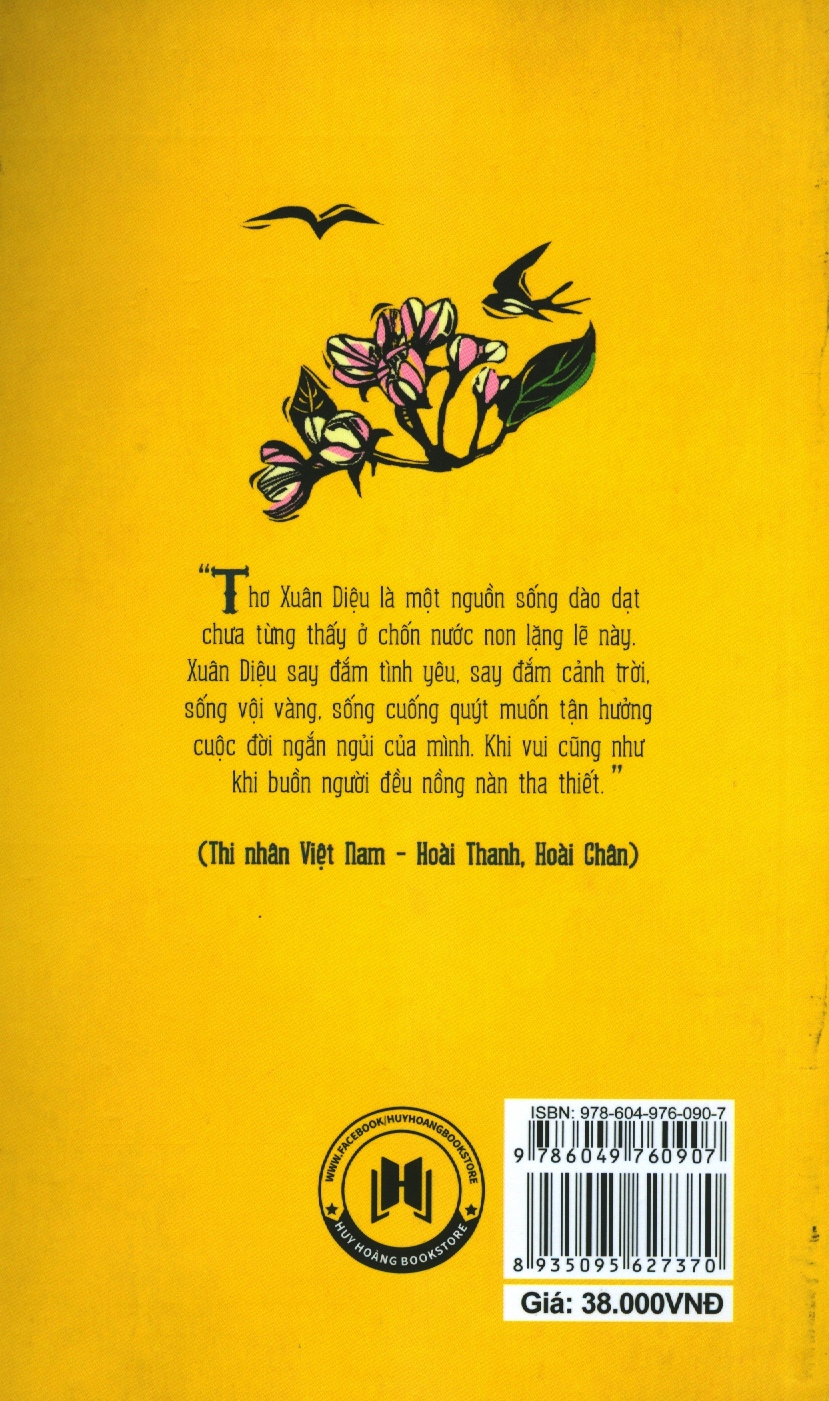 “Thơ Xuân Diệu là một nguồn sống dào dạt
chưa từng thấy ở chốn nước non lặng lẽ này.
Xuân Diệu say đắm tình yêu, say đắm cảnh trời,
sống vội vàng, sống cuống quýt muốn tận hưởng
cuộc đời ngắn ngủi của mình. Khi vui cũng như
khi buồn người đều nồng nàn tha thiết.”
(Thi nhân Việt Nam - Hoài Thanh, Hoài Chân)
WWW.FACEBOOK/HUYHOANGBOOKSTORE
HUY HOÀNG BOOKSTORE
ISBN: 978-604-976-090-7
9 786049 760907
8 935095 627370
Giá: 38.000VNĐ